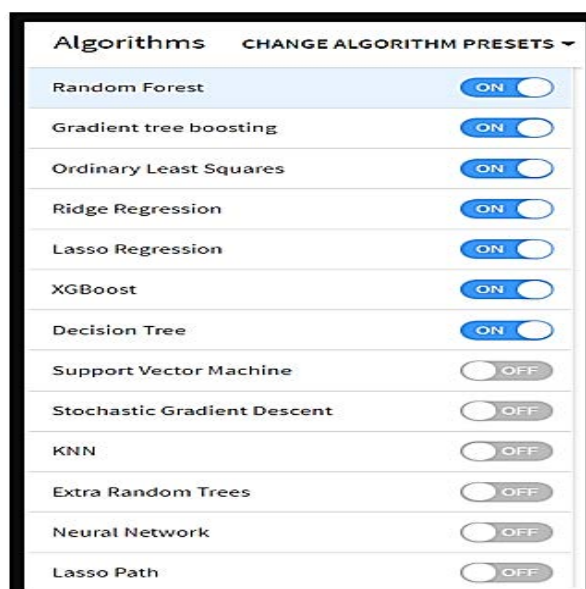 Algorithms CHANGE ALGORITHM PRESETS
Random Forest ON
Gradient tree boosting ON
Ordinary Least Squares ON
Ridge Regression ON
Lasso Regression ON
XGBoost ON
Decision Tree ON
Support Vector Machine OFF
Stochastic Gradient Descent OFF
KNN OFF
Extra Random Trees OFF
Neural Network OFF
Lasso Path OFF